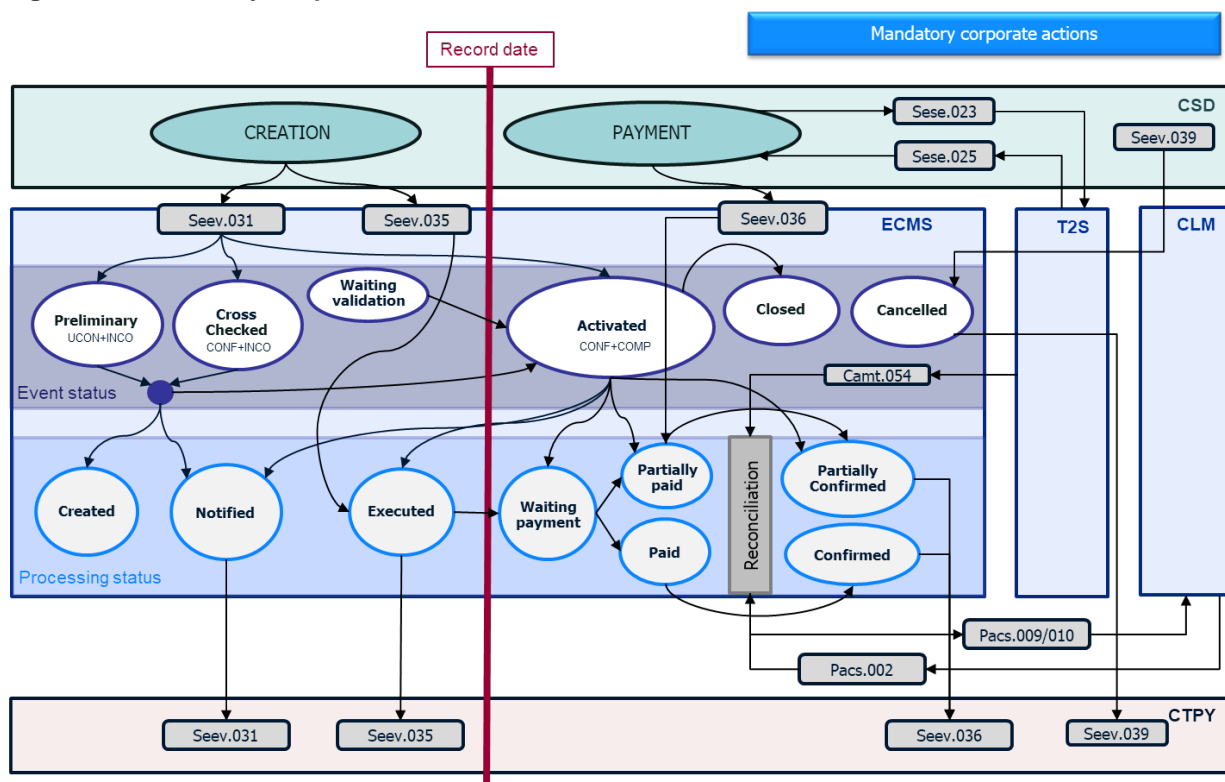 Mandatory corporate actions
Record date
CSD
CREATION
PAYMENT
Sese.023
Sese.025
Seev.039
Seev.031
Seev.035
Seev.036
ECMS
T2S
CLM
Waiting
validation
Preliminary
UCON+INCO
Cross
Checked
CONF+INCO
Activated
CONF+COMP
Closed
Cancelled
Event status
Camt.054
Created
Notified
Executed
Waiting
payment
Partially
paid
Paid
Reconciliation
Partially
Confirmed
Confirmed
Processing status
Pacs.009/010
Pacs.002
CTPY
Seev.031
Seev.035
Seev.036
Seev.039